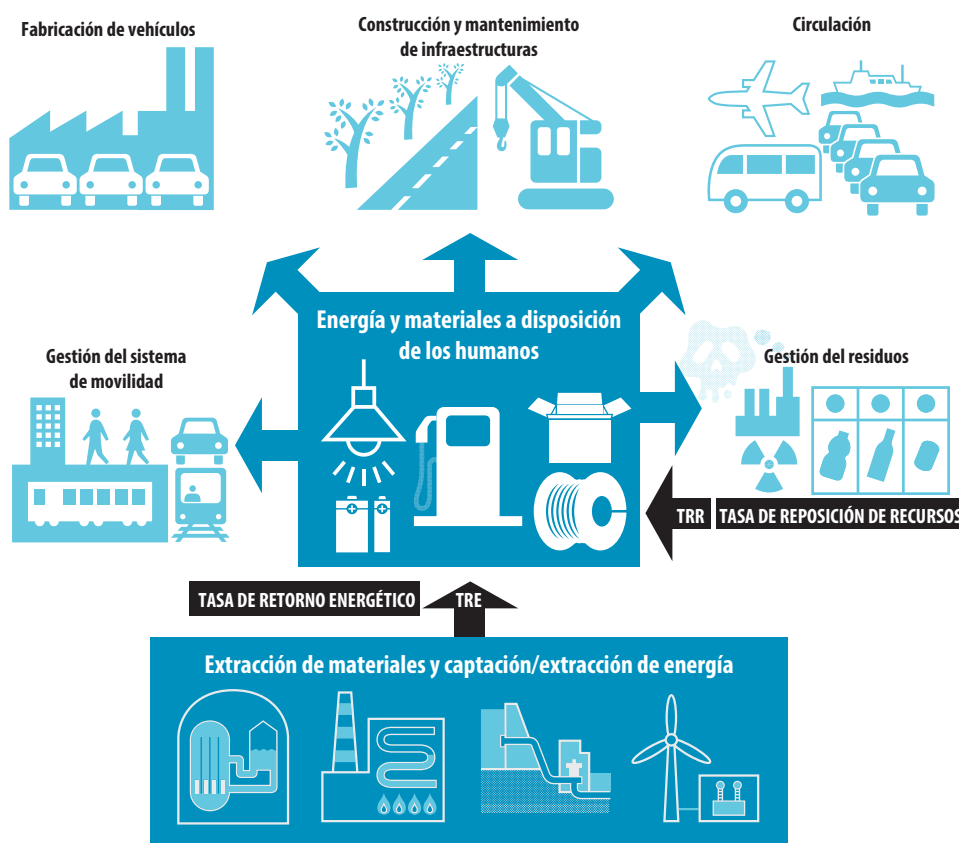 Fabricación de vehículos
Construcción y mantenimiento
de infraestructuras
Circulación
Energía y materiales a disposición
de los humanos
Gestión del sistema
de movilidad
Gestión del residuos
TRR
TASA DE REPOSICIÓN DE RECURSOS
TASA DE RETORNO ENERGÉTICO
TRE
Extracción de materiales y captación/extracción de energía